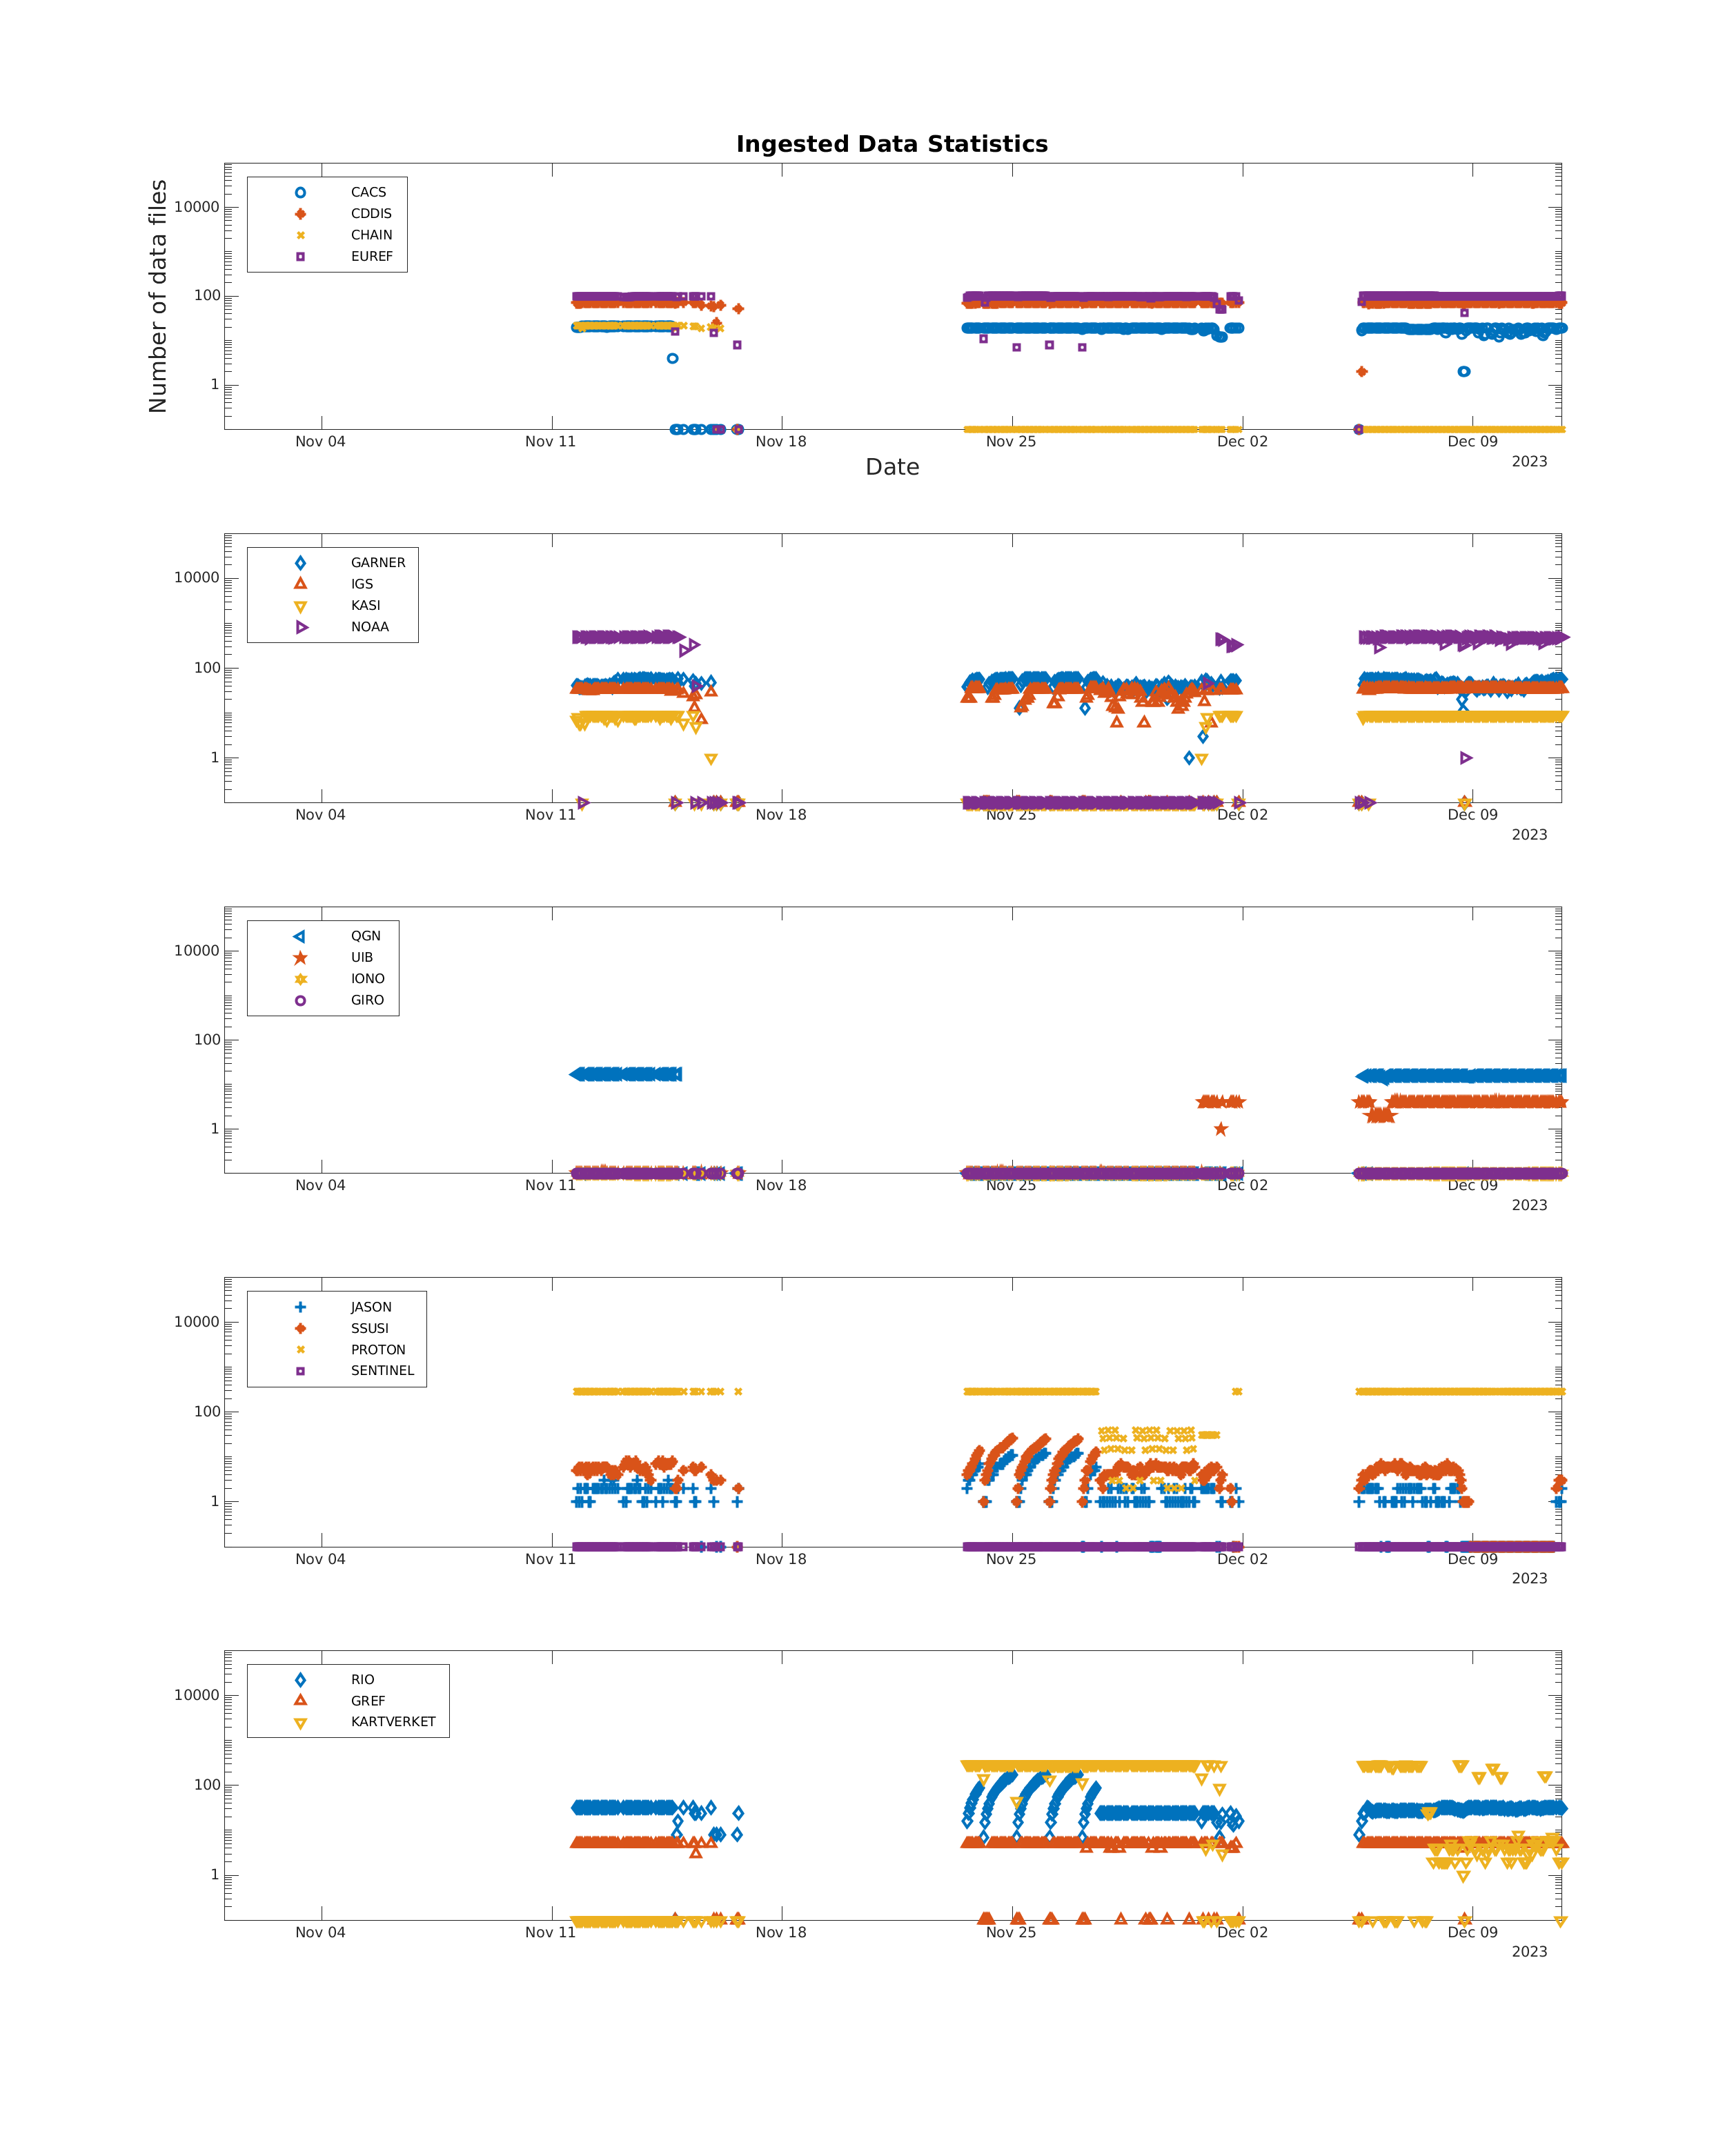 Ingested Data Statistics
Number of data files
10000
100
1
CACS
CDDIS
CHAIN
EUREF
Nov 04 Nov 11 Nov 18 Nov 25 Dec 02 Dec 09
2023
Date
10000
100
1
GARNER
IGS
KASI
NOAA
Nov 04 Nov 11 Nov 18 Nov 25 Dec 02 Dec 09
2023
10000
100
1
QGN
UIB
IONO
GIRO
Nov 04 Nov 11 Nov 18 Nov 25 Dec 02 Dec 09
2023
10000
100
1
JASON
SSUSI
PROTON
SENTINEL
Nov 04 Nov 11 Nov 18 Nov 25 Dec 02 Dec 09
2023
10000
100
1
RIO
GREF
KARTVERKET
Nov 04 Nov 11 Nov 18 Nov 25 Dec 02 Dec 09
2023